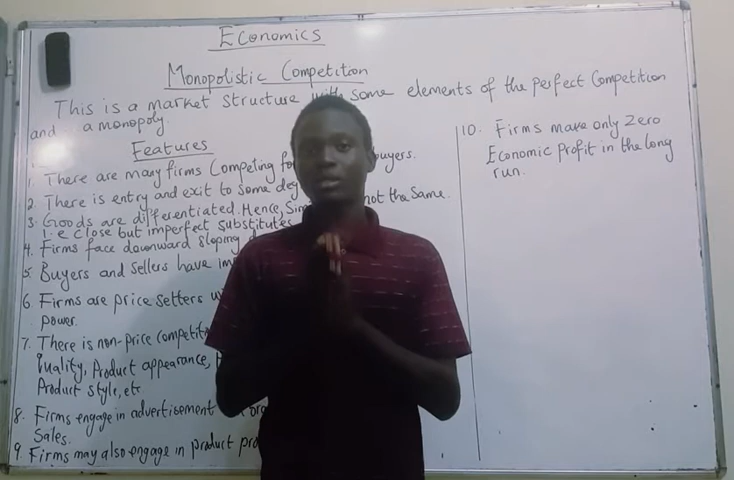 Economics
Monopolistic Competition
This is a market structure with some elements of the Perfect Competition
and a monopoly.
Features
1. There are many firms Competing for buyers.
2. There is entry and exit to some deg
3. Goods are differentiated. Hence, Sim not the Same.
i.e Close but imperfect substitutes
4. Firms face downward sloping
5. Buyers and Sellers have im
6. Firms are price setters
power.
7. There is non-price competit
Quality, Product appearance,
Product style, etc
8. Firms engage in advertisement
Sales.
9. Firms may also engage in product pro
10. Firms make only Zero
Economic Profit in the long
run.